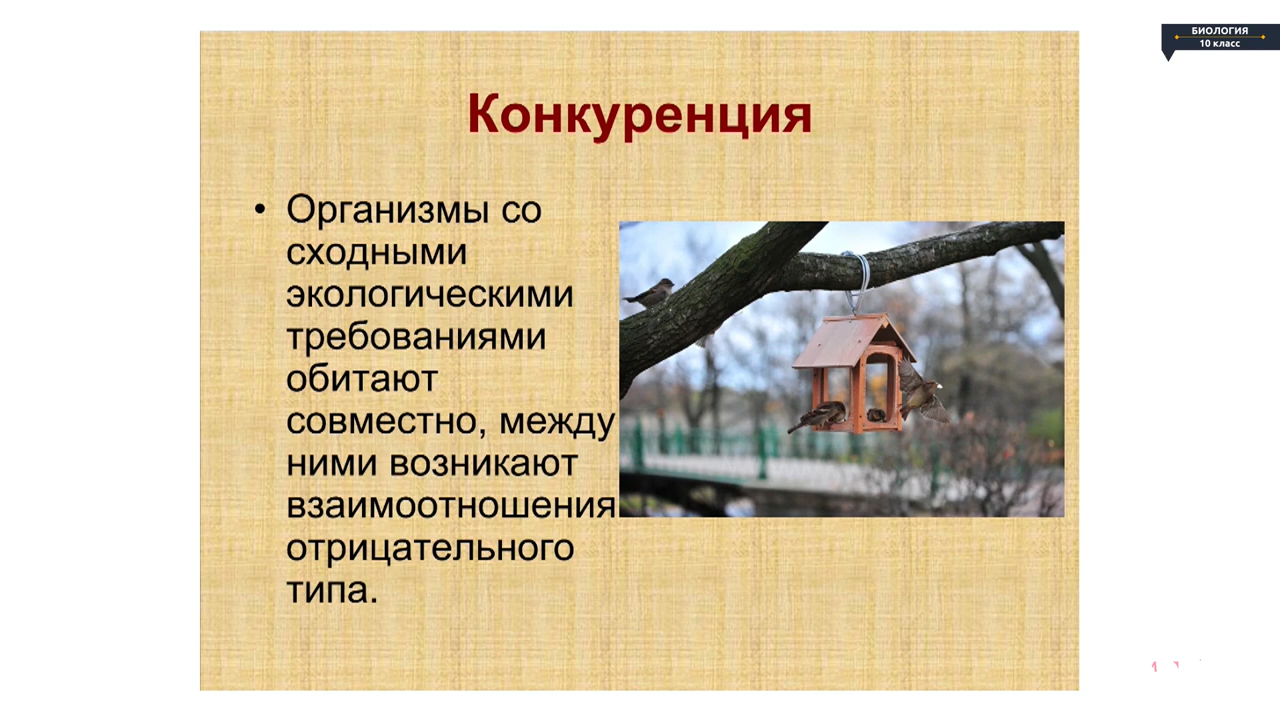 БИОЛОГИЯ
10 класс
Конкуренция
• Организмы со
сходными
экологическими
требованиями
обитают
совместно, между
ними возникают
взаимоотношения
отрицательного
типа.